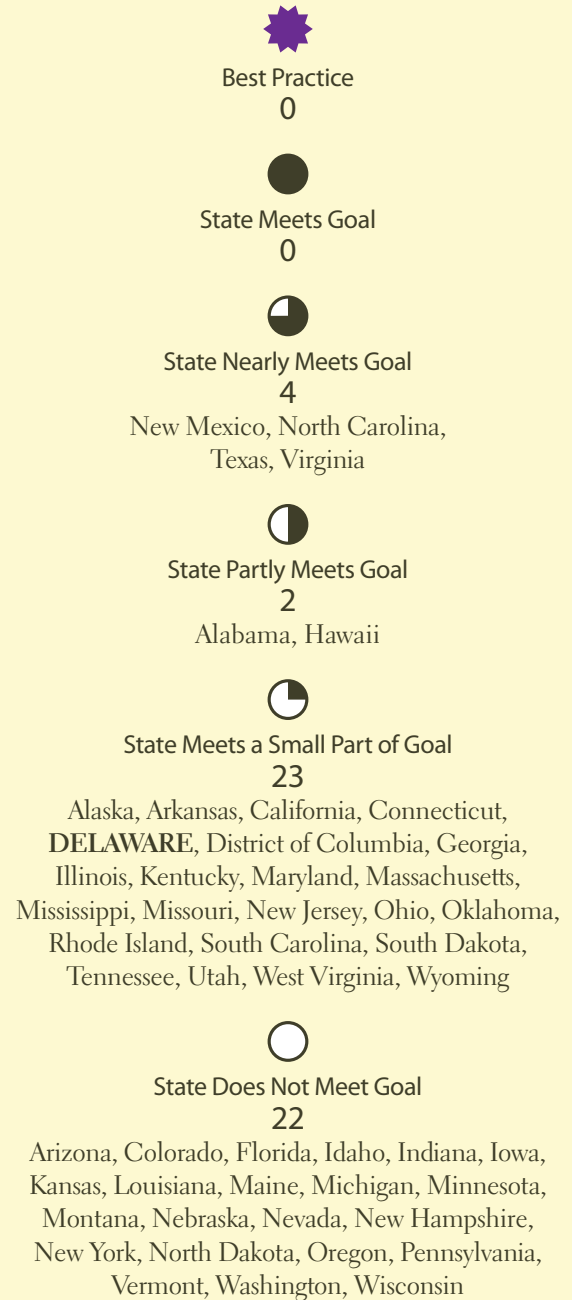 Best Practice
0
State Meets Goal
0
State Nearly Meets Goal
4
New Mexico, North Carolina,
Texas, Virginia
State Partly Meets Goal
2
Alabama, Hawaii
State Meets a Small Part of Goal
23
Alaska, Arkansas, California, Connecticut,
DELAWARE, District of Columbia, Georgia,
Illinois, Kentucky, Maryland, Massachusetts,
Mississippi, Missouri, New Jersey, Ohio, Oklahoma,
Rhode Island, South Carolina, South Dakota,
Tennessee, Utah, West Virginia, Wyoming
State Does Not Meet Goal
22
Arizona, Colorado, Florida, Idaho, Indiana, Iowa,
Kansas, Louisiana, Maine, Michigan, Minnesota,
Montana, Nebraska, Nevada, New Hampshire,
New York, North Dakota, Oregon, Pennsylvania,
Vermont, Washington, Wisconsin